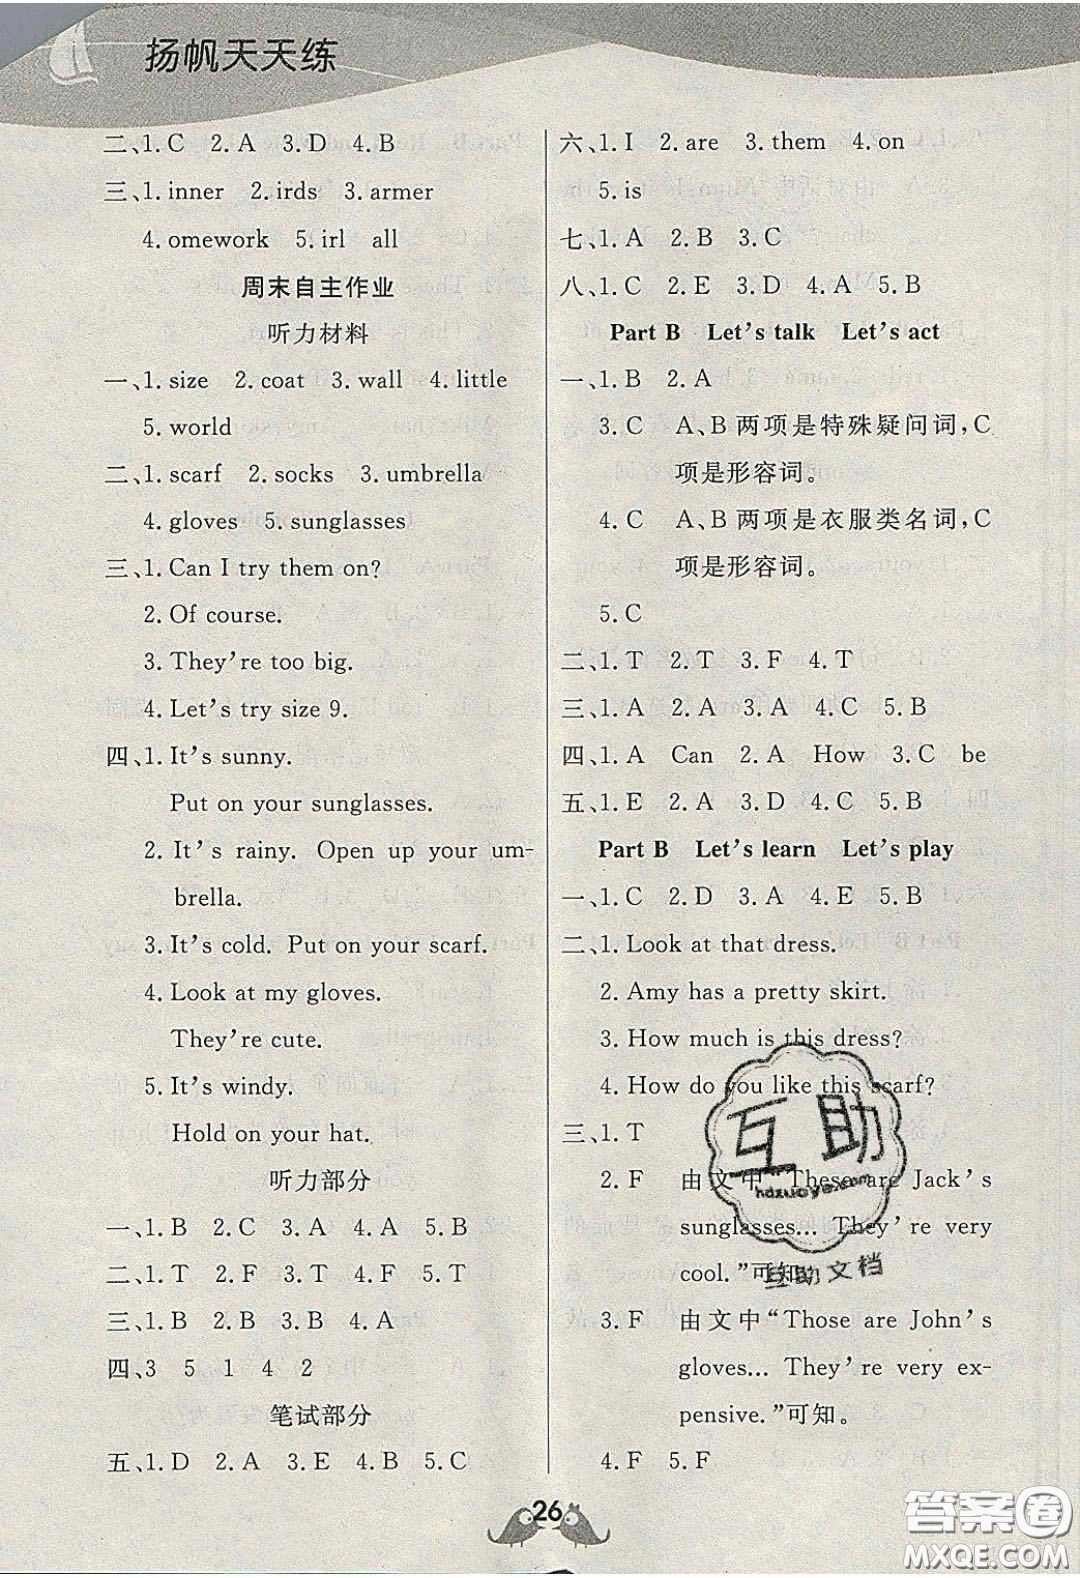 扬帆天天练
二、1. C 2. A 3. D 4. B
三、1. inner 2. irds 3. armer
4. omework 5. irl all
周末自主作业
听力材料
一、1. size 2. coat 3. wall 4. little
5. world
二、1. scarf 2. socks 3. umbrella
4. gloves 5. sunglasses
三、1. Can I try them on?
2. Of course.
3. They're too big.
4. Let's try size 9.
四、1. It's sunny.
Put on your sunglasses.
2. It's rainy. Open up your um-
brella.
3. It's cold. Put on your scarf.
4. Look at my gloves.
They're cute.
5. It's windy.
Hold on your hat.
听力部分
一、1. B 2. C 3. A 4. A 5. B
二、1. T 2. F 3. T 4. F 5. T
三、1. B 2. B 3. B 4. A
四、3 5 1 4 2
笔试部分
五、1. D 2. A 3. E 4. B 5. C
六、1. I 2. are 3. them 4. on
5. is
七、1. A 2. B 3. C
八、1. C 2. E 3. D 4. A 5. B
Part B Let's talk Let's act
一、1. B 2. A
3. C A、B两项是特殊疑问词，C
项是形容词。
4. C A、B两项是衣服类名词，C
项是形容词。
5. C
二、1. T 2. T 3. F 4. T
三、1. A 2. A 3. A 4. C 5. B
四、1. A Can 2. A How 3. C be
五、1. E 2. A 3. D 4. C 5. B
Part B Let's learn Let's play
一、1. C 2. D 3. A 4. E 5. B
二、1. Look at that dress.
2. Amy has a pretty skirt.
3. How much is this dress?
4. How do you like this scarf?
三、1. T
2. F 由文中“These are Jack's
sunglasses... They're very
cool.”可知。
3. F 由文中“Those are John's
gloves... They're very ex-
pensive.”可知。
4. F 5. F
互助
hdzuoye.com
互助文档
26
答案圈
MXQE.COM